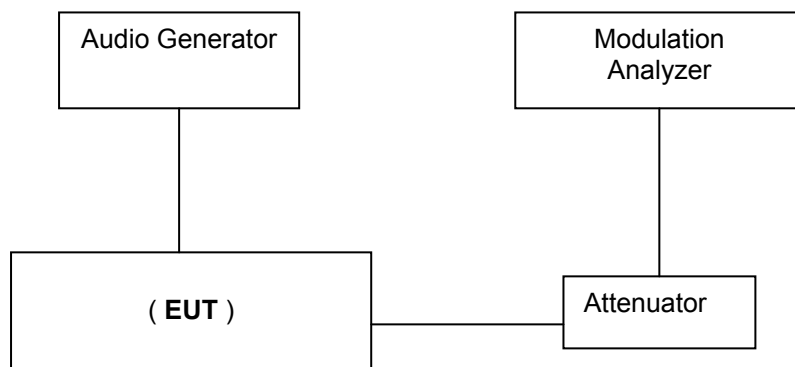 Audio Generator
Modulation
Analyzer
( EUT )
Attenuator